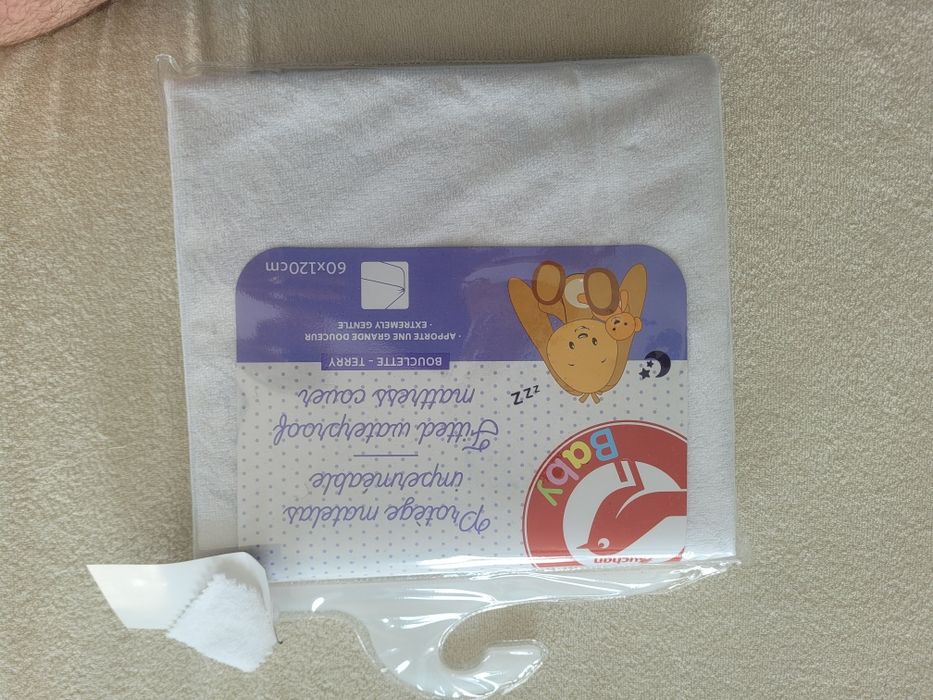 Auchan
Baby
Protège matelas
imperméable
Fitted waterproof
mattress cover
zzz
BOUCLETTE - TERRY
• APPORTE UNE GRANDE DOUCEUR
• EXTREMELY GENTLE
60x120cm